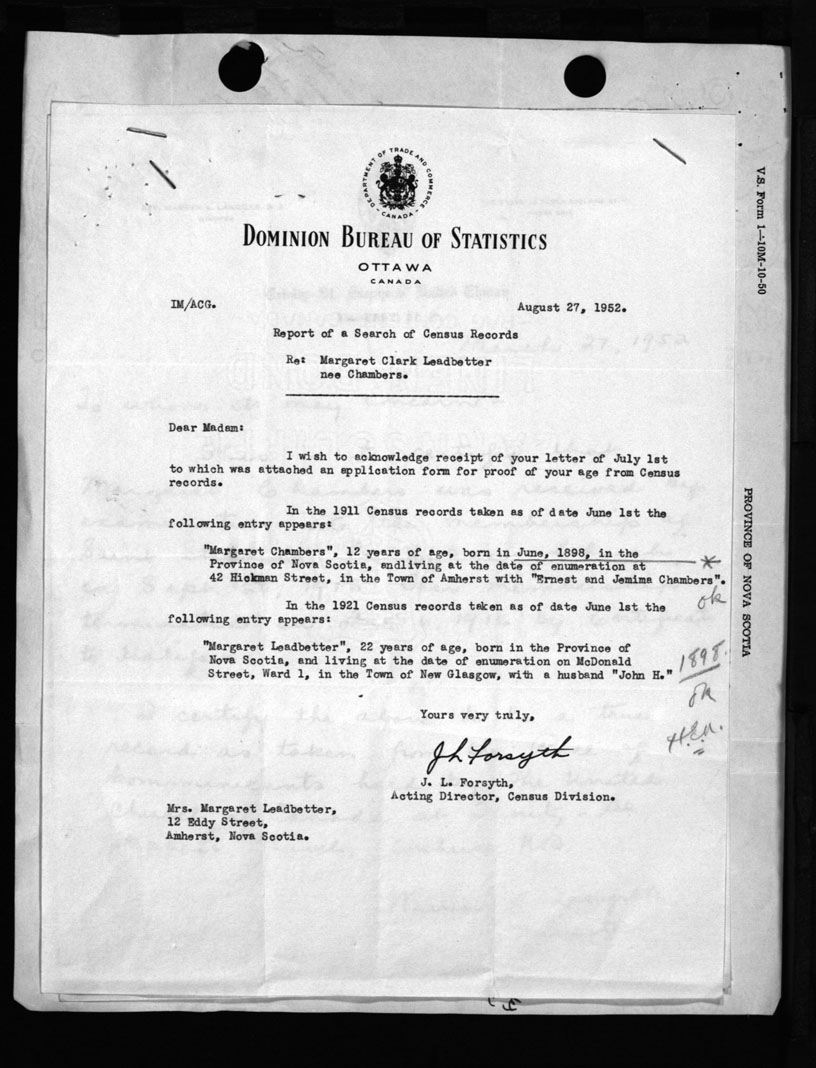 DEPARTMENT OF TRADE AND COMMERCE
CANADA
DOMINION BUREAU OF STATISTICS
OTTAWA
CANADA
IM/ACG.
August 27, 1952.
Report of a Search of Census Records
Re: Margaret Clark Leadbetter
nee Chambers.
Dear Madam:
I wish to acknowledge receipt of your letter of July 1st
to which was attached an application form for proof of your age from Census
records.
In the 1911 Census records taken as of date June 1st the
following entry appears:
"Margaret Chambers", 12 years of age, born in June, 1898, in the
Province of Nova Scotia, andliving at the date of enumeration at
42 Hickman Street, in the Town of Amherst with "Ernest and Jemima Chambers".
ok
In the 1921 Census records taken as of date June 1st the
following entry appears:
"Margaret Leadbetter", 22 years of age, born in the Province of
Nova Scotia, and living at the date of enumeration on McDonald
Street, Ward 1, in the Town of New Glasgow, with a husband "John H."
1898.
ok
Yours very truly,
J L Forsyth
J. L. Forsyth,
Acting Director, Census Division.
Mrs. Margaret Leadbetter,
12 Eddy Street,
Amherst, Nova Scotia.
V.S. Form 1—10M-10-50
PROVINCE OF NOVA SCOTIA